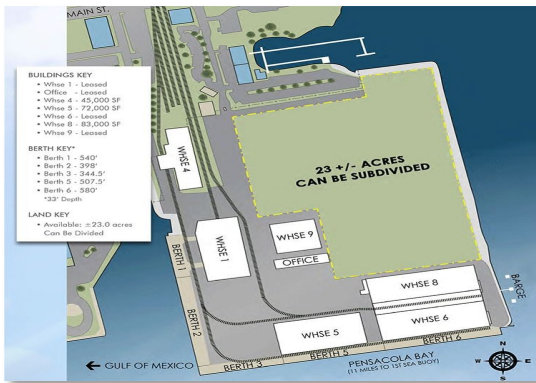 MAIN ST.
BUILDINGS KEY
• Whse 1 - Leased
• Office - Leased
• Whse 4 - 45,000 SF
• Whse 5 - 72,000 SF
• Whse 6 - Leased
• Whse 8 - 83,000 SF
• Whse 9 - Leased
BERTH KEY*
• Berth 1 - 540'
• Berth 2 - 398'
• Berth 3 - 344.5'
• Berth 5 - 507.5'
• Berth 6 - 580'
*33' Depth
LAND KEY
• Available: ±23.0 acres
Can Be Divided
WHSE 4
23 +/- ACRES
CAN BE SUBDIVIDED
WHSE 9
OFFICE
WHSE 1
BERTH 1
WHSE 8
BARGE
BERTH 2
WHSE 5
WHSE 6
BERTH 3
BERTH 5
BERTH 6
GULF OF MEXICO
PENSACOLA BAY
(11 MILES TO 1ST SEA BUOY)
N
W
E
S